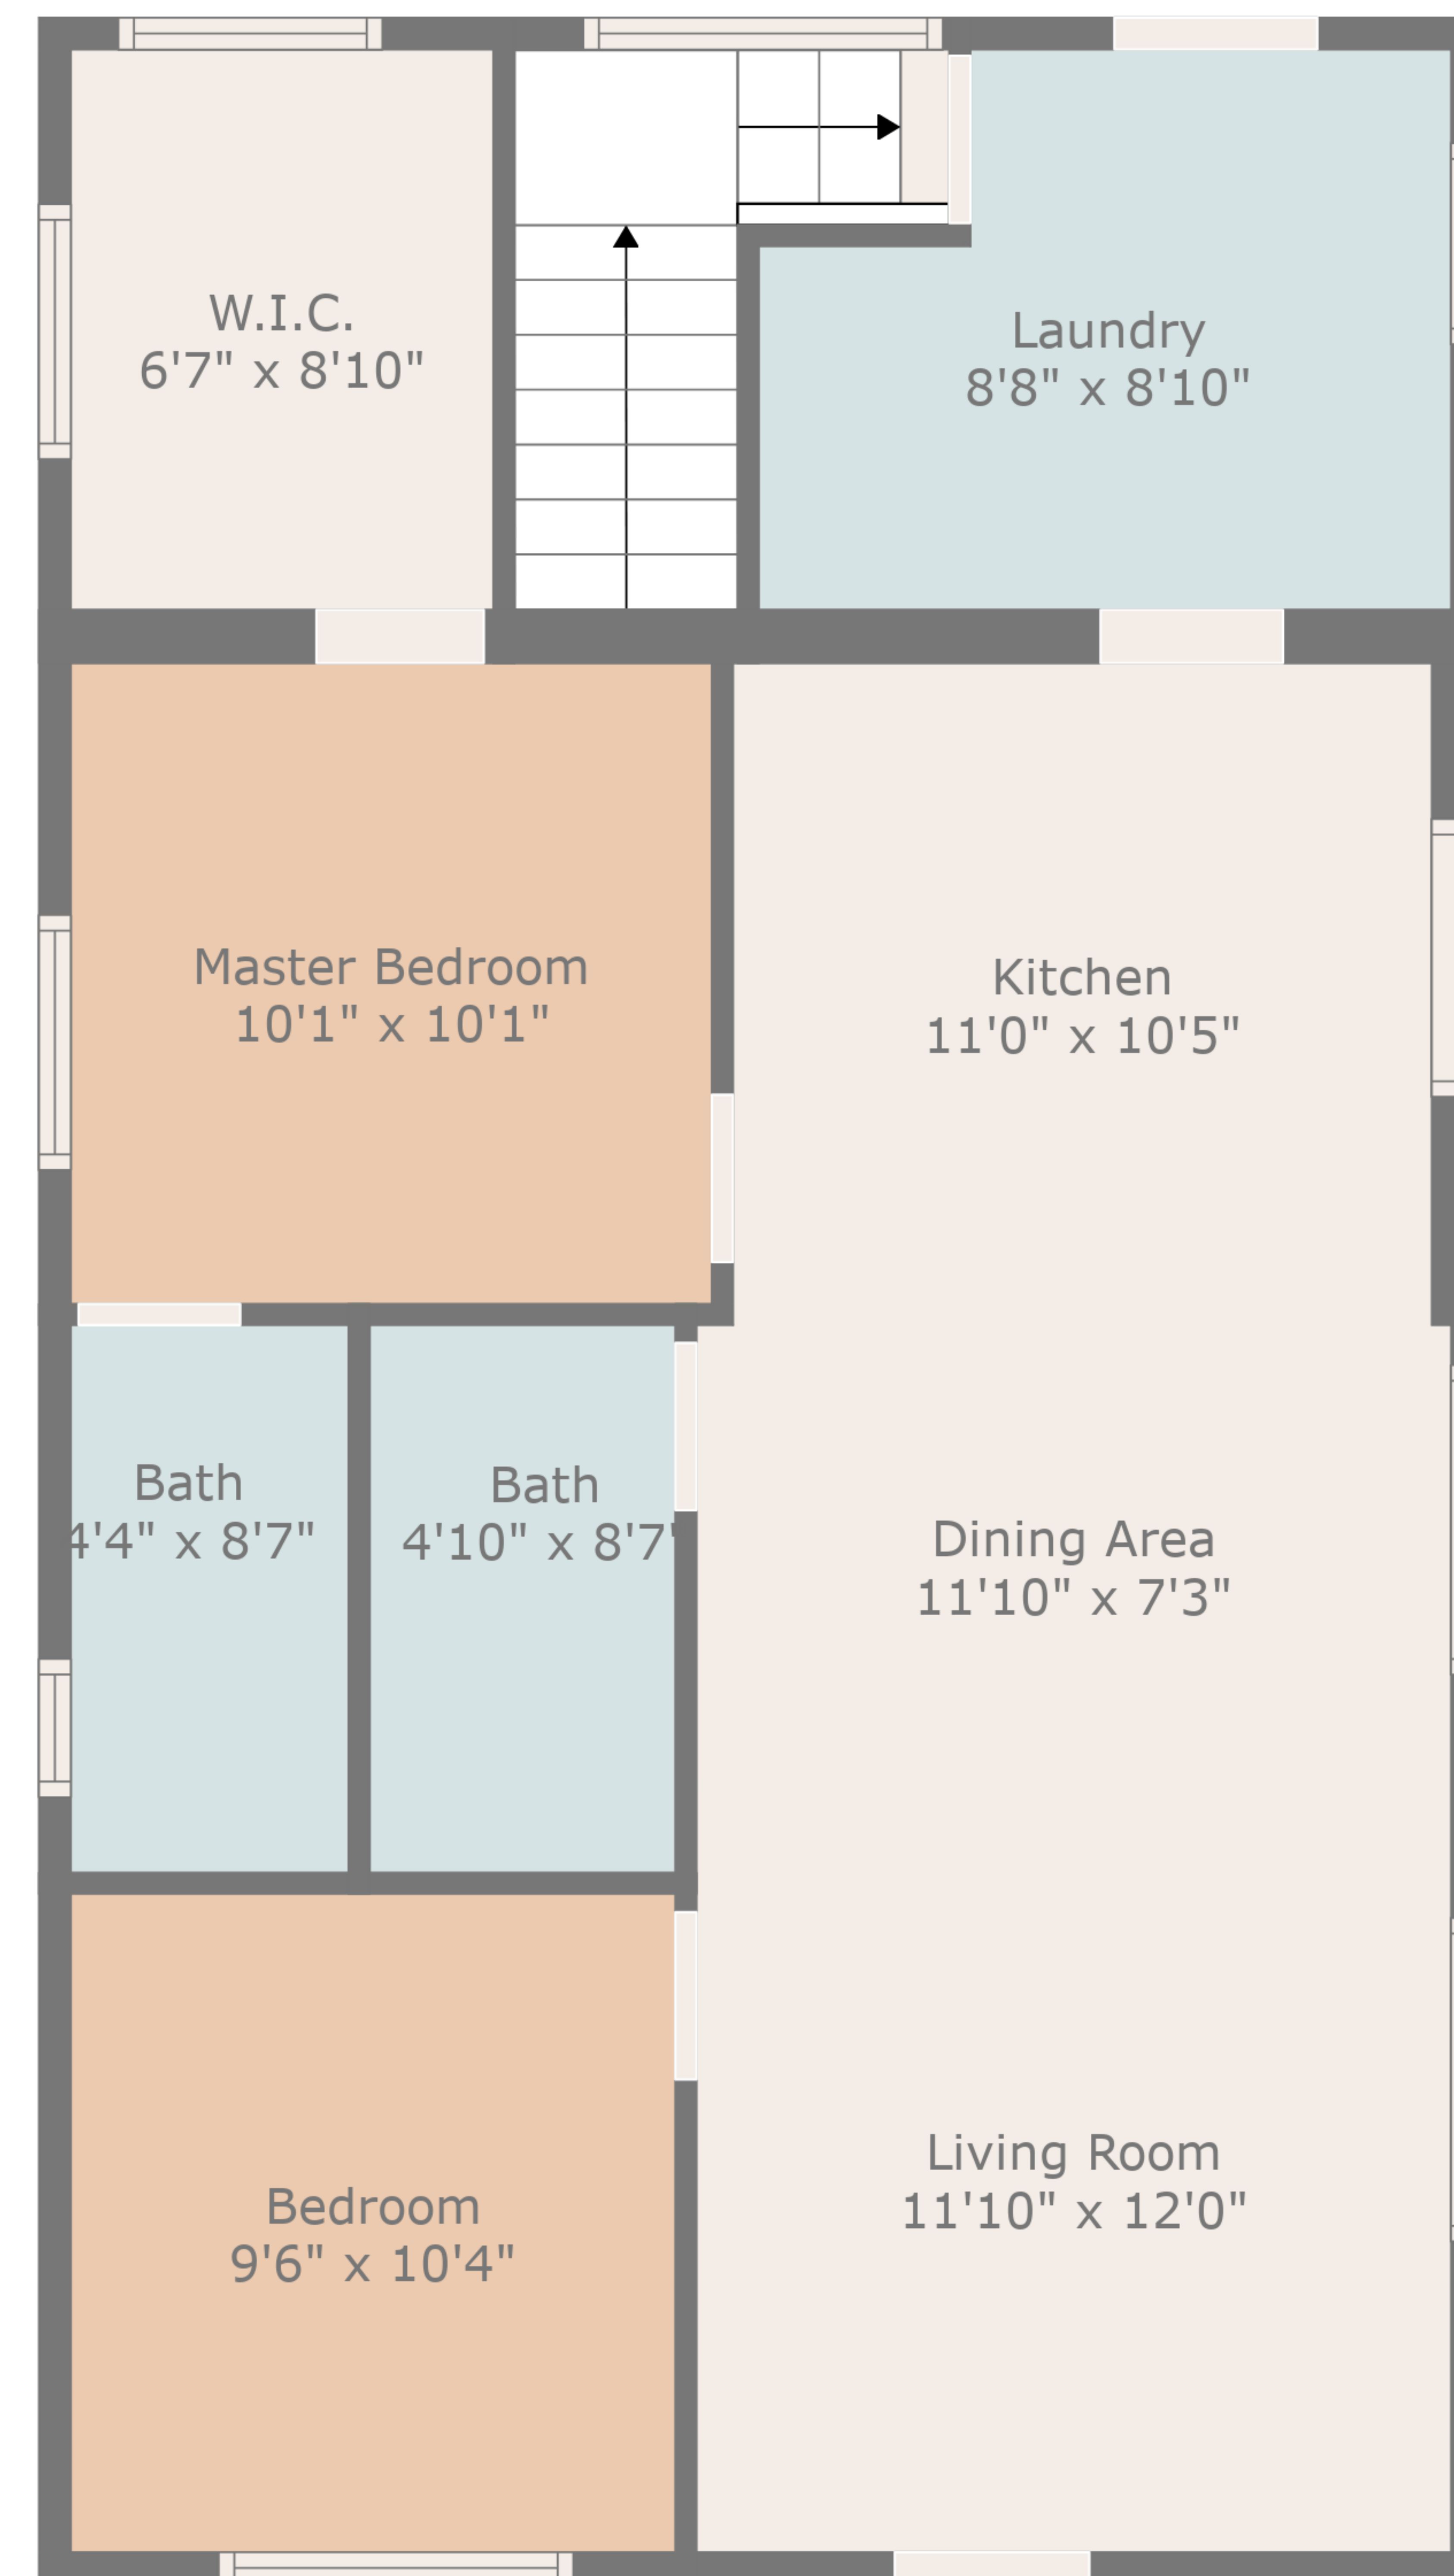 W.I.C.
6'7" x 8'10"
Laundry
8'8" x 8'10"
Master Bedroom
10'1" x 10'1"
Kitchen
11'0" x 10'5"
Bath
4'4" x 8'7"
Bath
4'10" x 8'7'
Dining Area
11'10" x 7'3"
Living Room
11'10" x 12'0"
Bedroom
9'6" x 10'4"